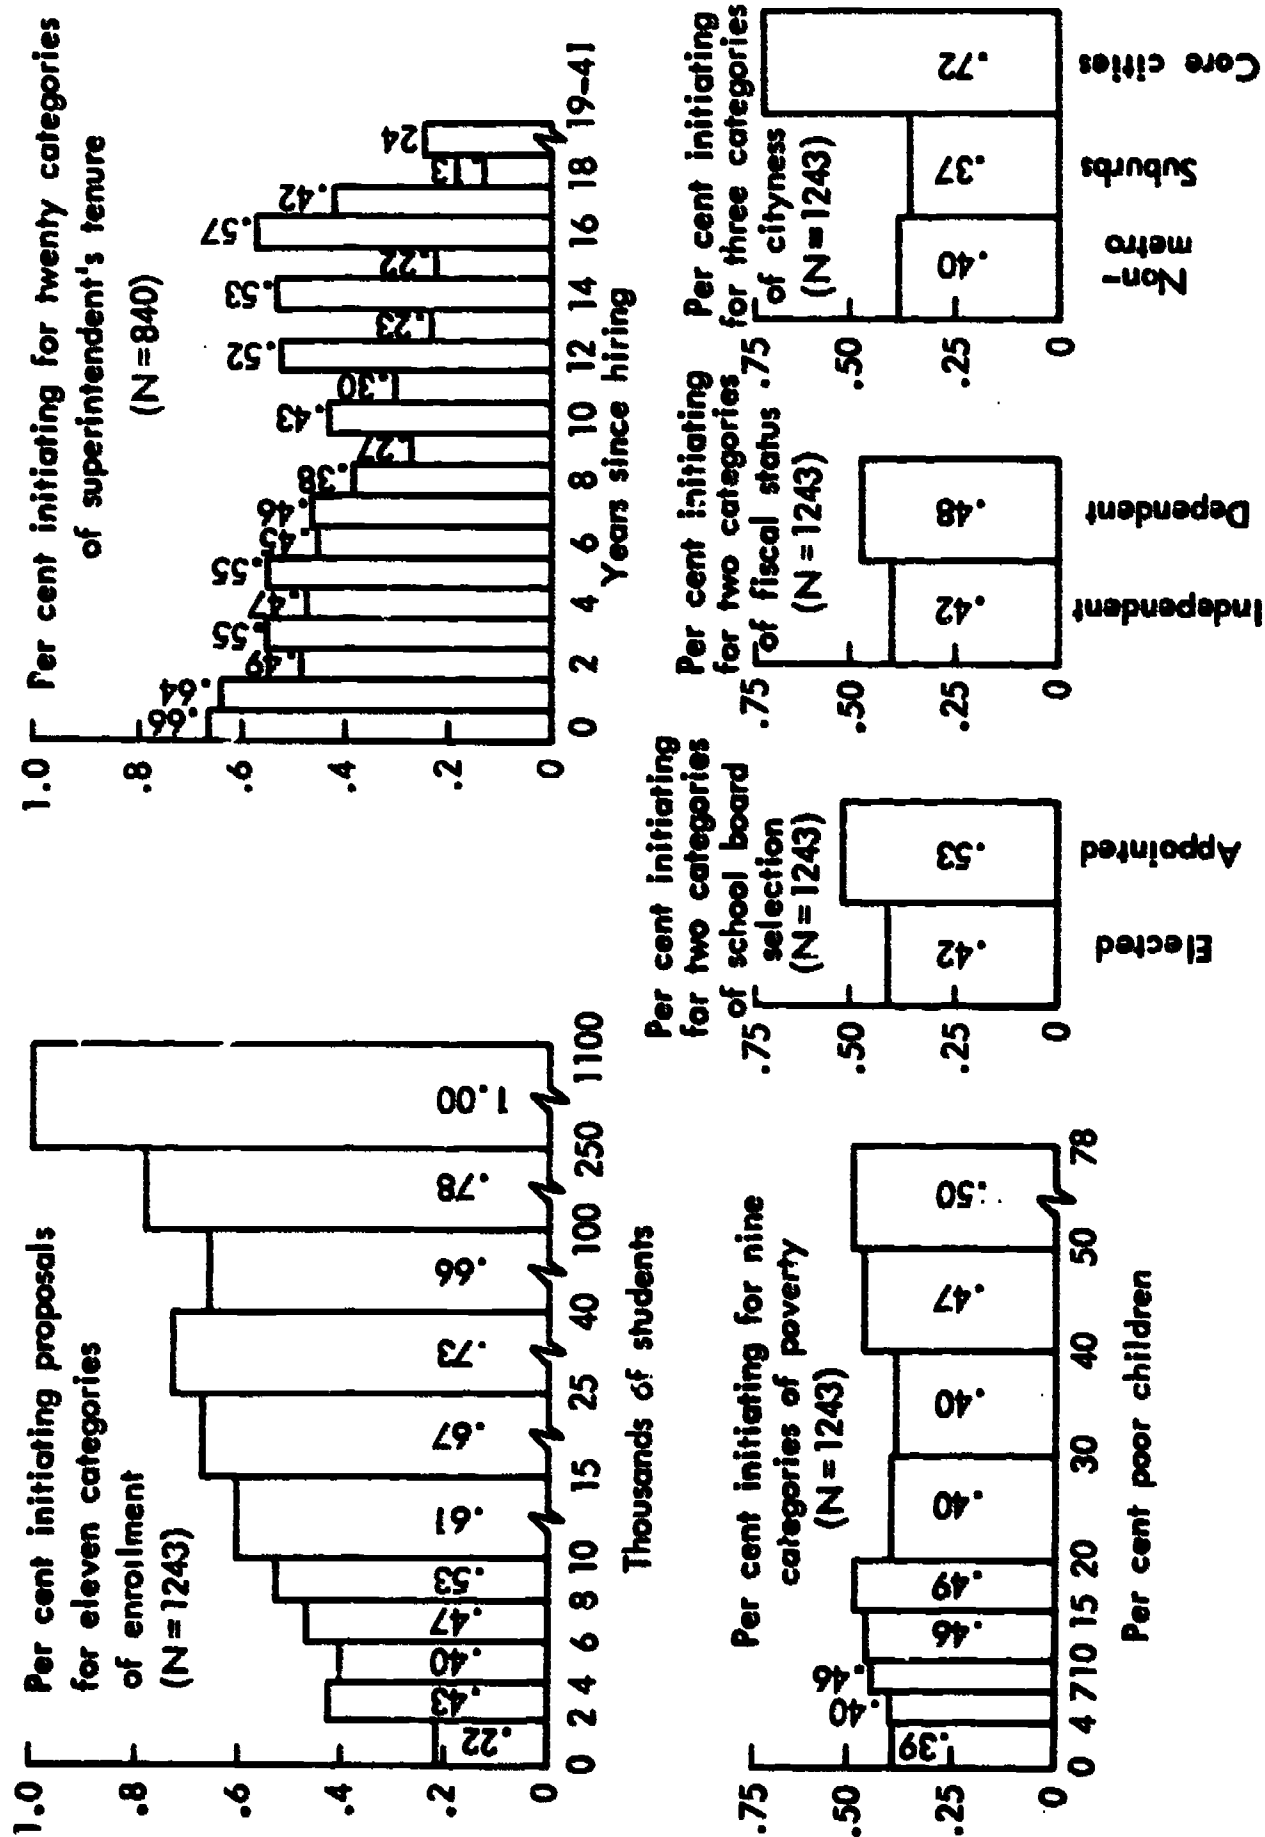 Per cent initiating proposals
for eleven categories
of enrollment
(N=1243)
1.0
.8
.6
.4
.2
0
.22
.43
.40
.47
.53
.61
.67
.73
.66
.78
1.00
0 2 4 6 8 10 15 25 40 100 250 1100
Thousands of students
Per cent initiating for twenty categories
of superintendent's tenure
(N=840)
1.0
.8
.6
.4
.2
0
.66
.64
.49
.55
.47
.55
.45
.46
.38
.27
.43
.30
.52
.23
.53
.22
.57
.42
24
0 2 4 6 8 10 12 14 16 18 19-41
Years since hiring
Per cent initiating for nine
categories of poverty
(N=1243)
.75
.50
.25
0
.39
.40
.46
.46
.49
.40
.40
.47
.50
0 4 7 10 15 20 30 40 50 78
Per cent poor children
Per cent initiating
for two categories
of school board
selection
(N=1243)
.75
.50
.25
0
.42
.53
Elected
Appointed
Per cent initiating
for two categories
of fiscal status
(N=1243)
.75
.50
.25
0
.42
.48
Independent
Dependent
Per cent initiating
for three categories
of cityness
(N=1243)
.75
.50
.25
0
.40
.37
.72
Non-
metro
Suburbs
Core cities